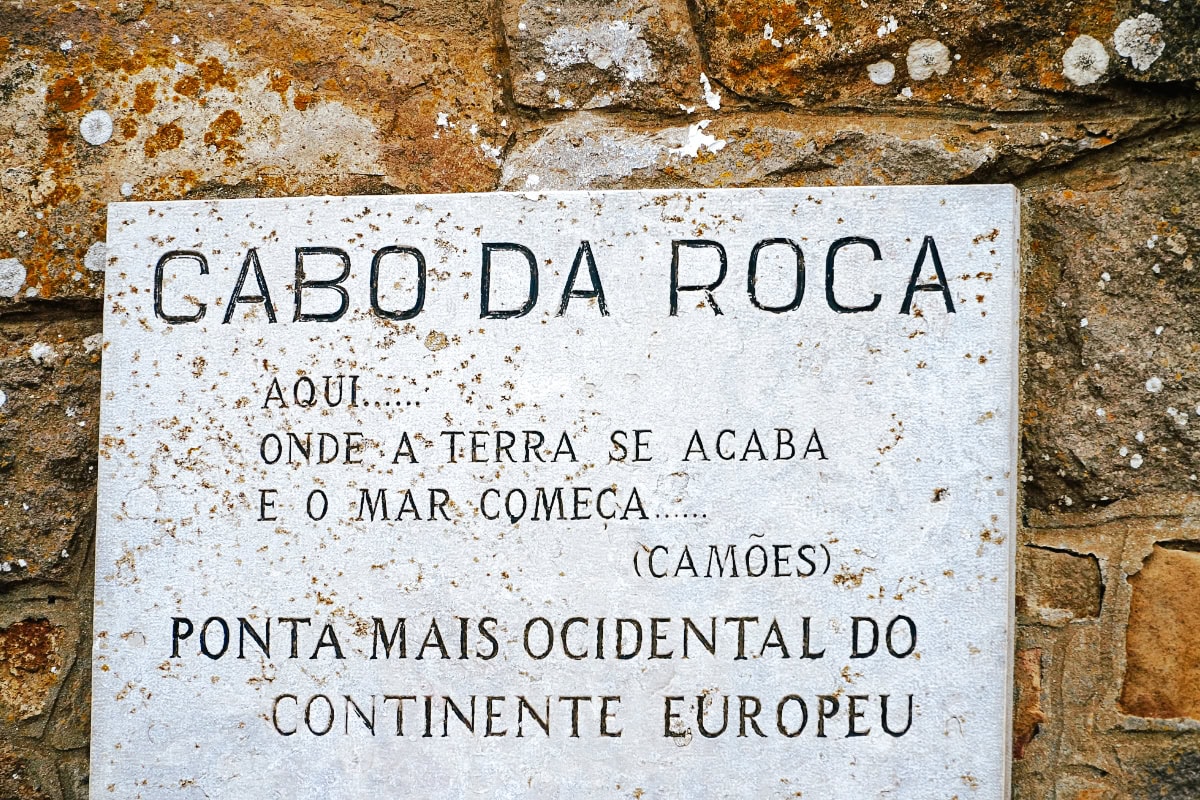 CABO DA ROCA
AQUI......
ONDE A TERRA SE ACABA
E O MAR COMEÇA......
(CAMÕES)
PONTA MAIS OCIDENTAL DO
CONTINENTE EUROPEU